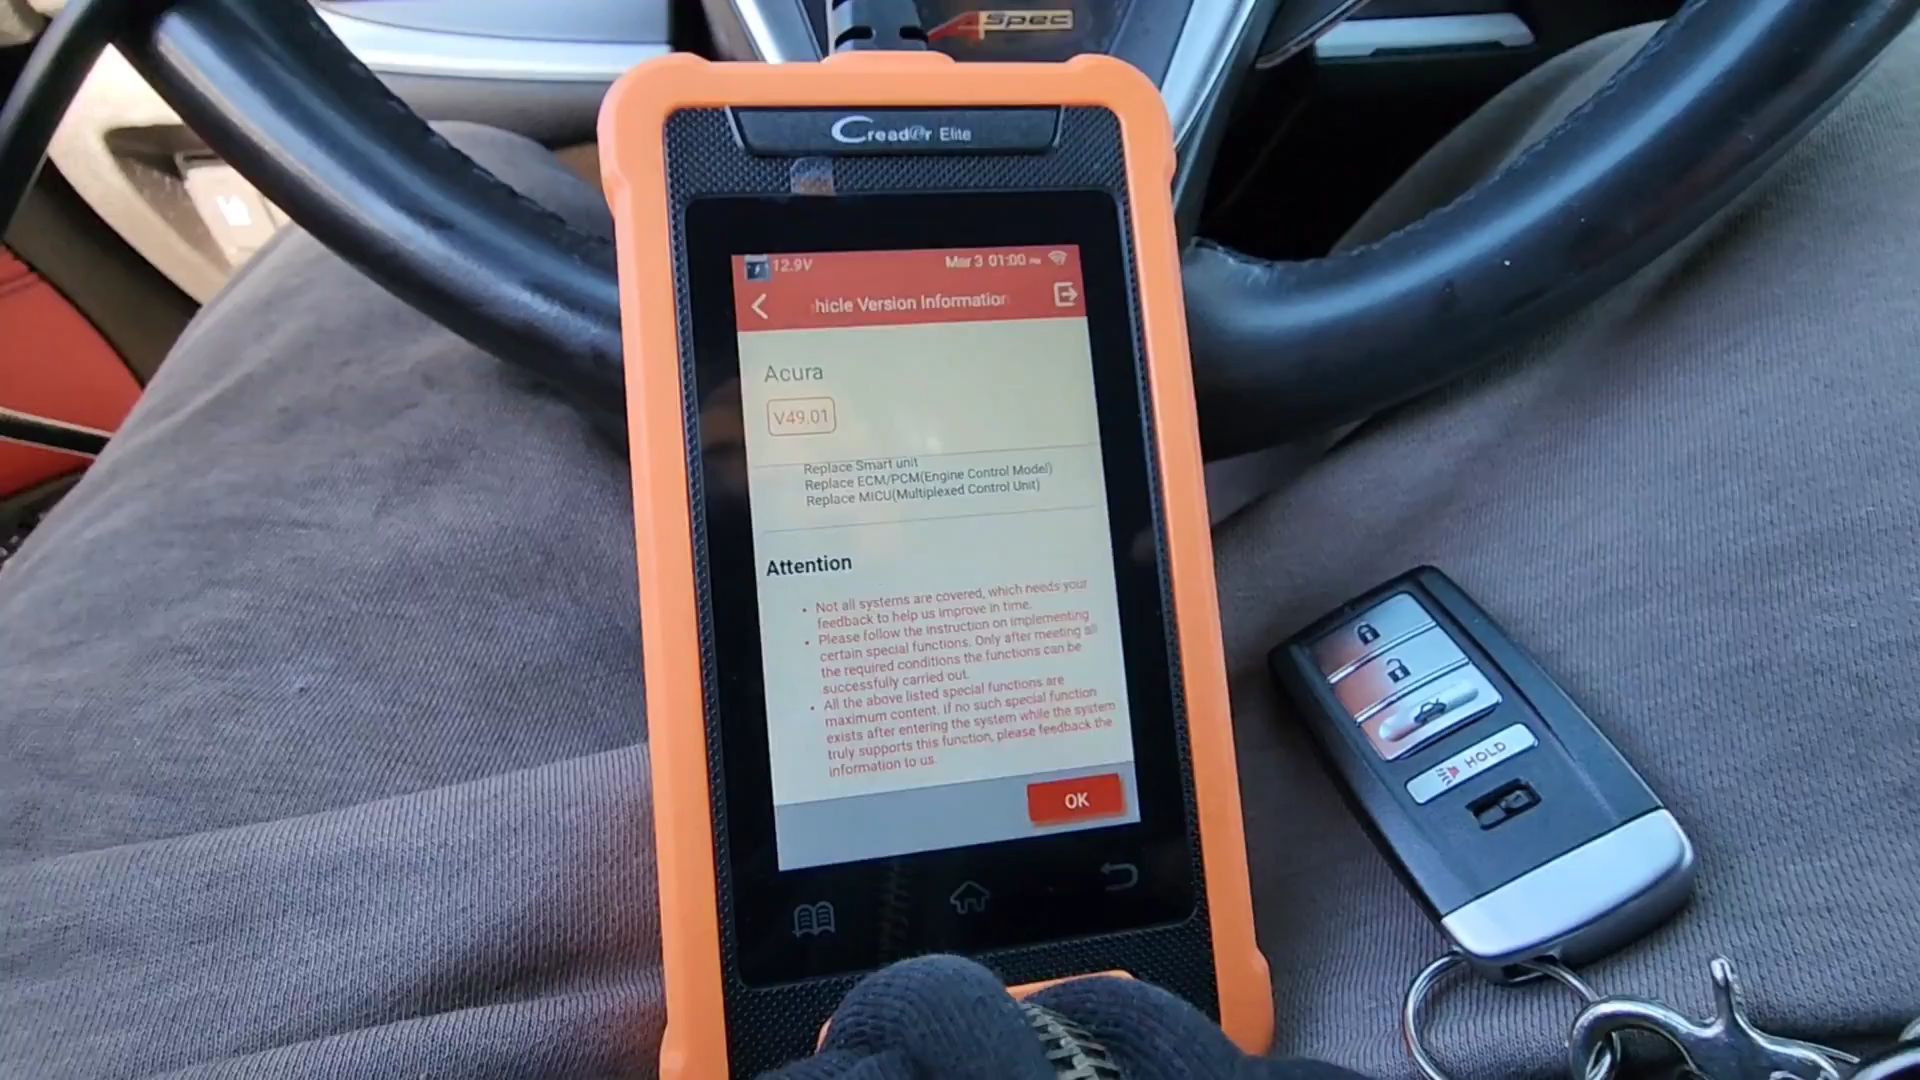 ASpec
Creader Elite
12.9V
Mar 3 01:00 PM
hicle Version Information
Acura
V49.01
Replace Smart unit
Replace ECM/PCM(Engine Control Model)
Replace MICU(Multiplexed Control Unit)
Attention
• Not all systems are covered, which needs your
feedback to help us improve in time.
• Please follow the instruction on implementing
certain special functions. Only after meeting all
the required conditions the functions can be
successfully carried out.
• All the above listed special functions are
maximum content. If no such special function
exists after entering the system while the system
truly supports this function, please feedback the
information to us.
OK
HOLD